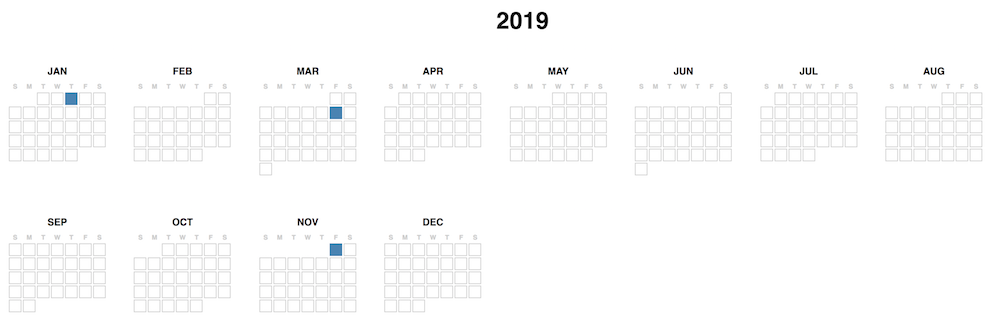 2019
JAN FEB MAR APR MAY JUN JUL AUG
S M T W T F S S M T W T F S S M T W T F S S M T W T F S S M T W T F S S M T W T F S S M T W T F S S M T W T F S
SEP OCT NOV DEC
S M T W T F S S M T W T F S S M T W T F S S M T W T F S